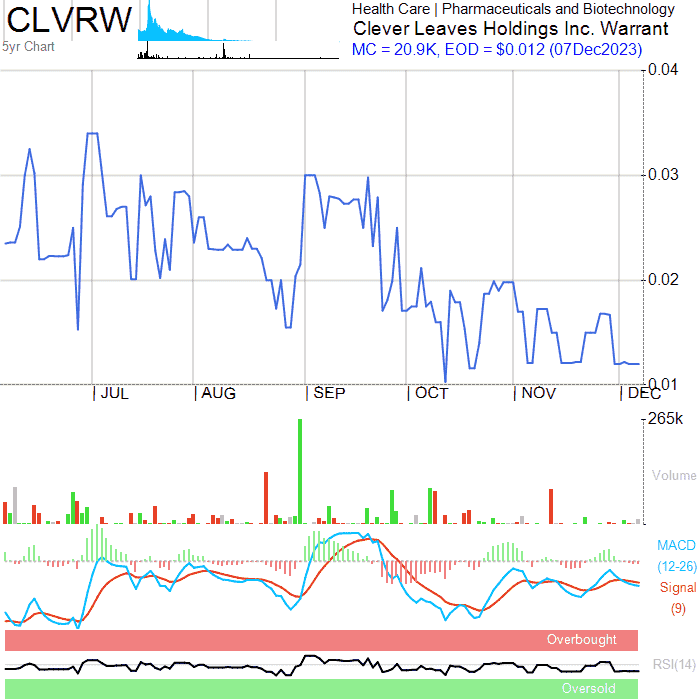 CLVRW
5yr Chart
Health Care | Pharmaceuticals and Biotechnology
Clever Leaves Holdings Inc. Warrant
MC = 20.9K, EOD = $0.012 (07Dec2023)
0.04
0.03
0.02
0.01
JUL AUG SEP OCT NOV DEC
265k
Volume
MACD
(12-26)
Signal
(9)
Overbought
RSI(14)
Oversold